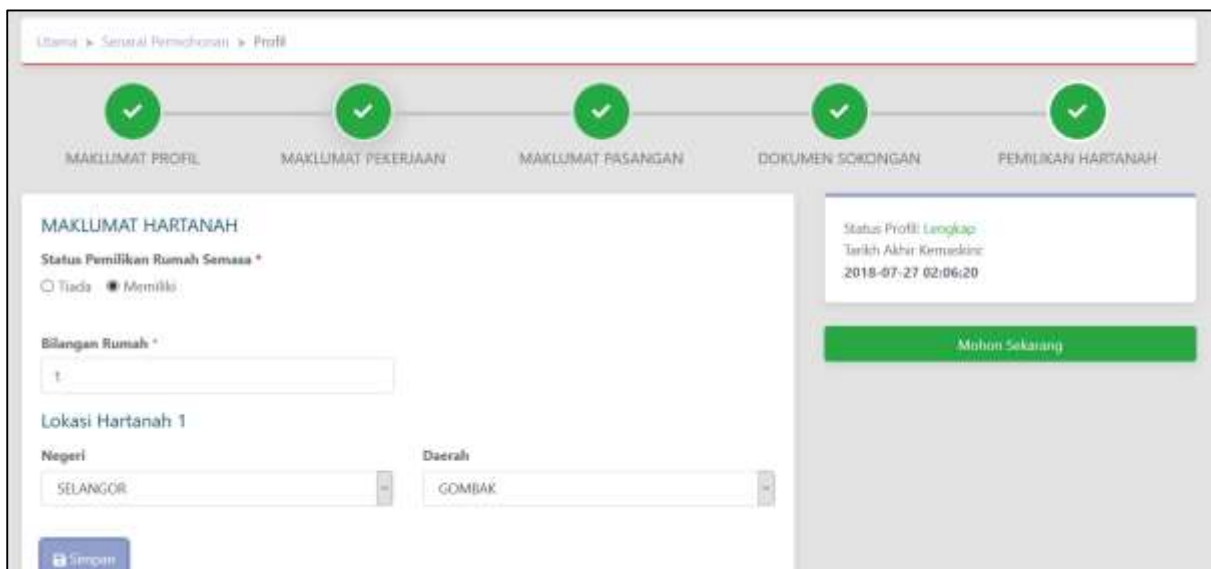 Utama > Senarai Permohonan > Profil
MAKLUMAT PROFIL
MAKLUMAT PEKERJAAN
MAKLUMAT PASANGAN
DOKUMEN SOKONGAN
PEMILIKAN HARTANAH
MAKLUMAT HARTANAH
Status Pemilikan Rumah Semasa *
Tiada Memiliki
Bilangan Rumah *
1
Lokasi Hartanah 1
Negeri
Daerah
SELANGOR
GOMBAK
Simpan
Status Profil: Lengkap
Tarikh Akhir Kemaskini:
2018-07-27 02:06:20
Mohon Sekarang